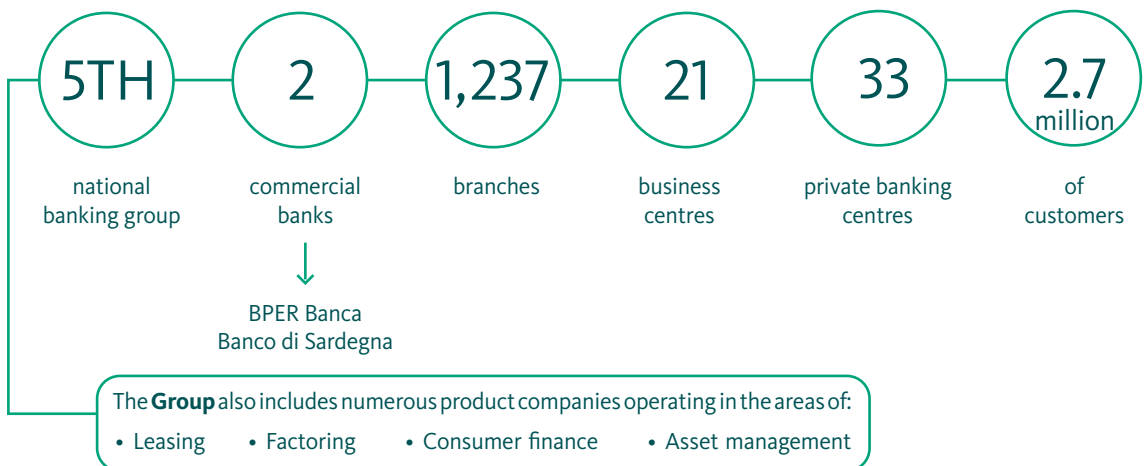 5TH
national
banking group
2
commercial
banks
BPER Banca
Banco di Sardegna
1,237
branches
21
business
centres
33
private banking
centres
2.7
million
of
customers
The Group also includes numerous product companies operating in the areas of:
• Leasing • Factoring • Consumer finance • Asset management